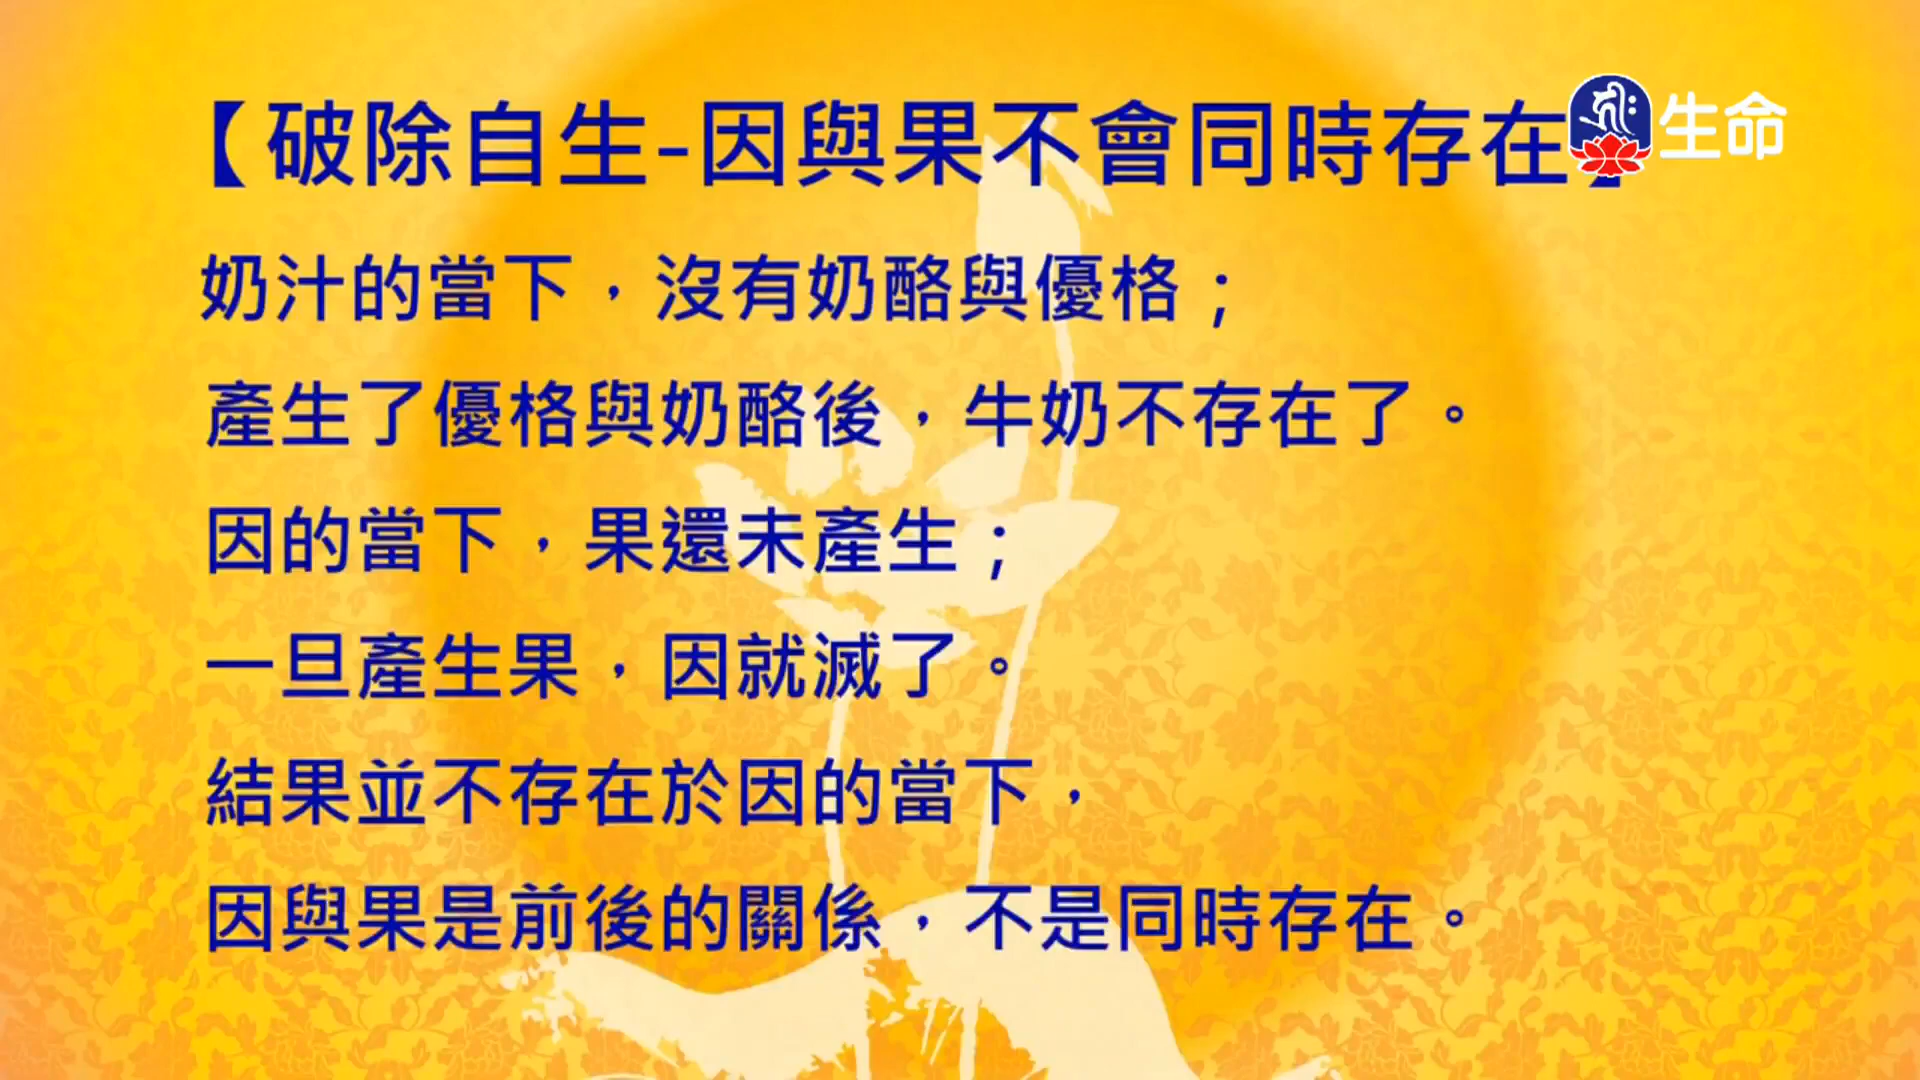 【破除自生-因與果不會同時存在】
生命
奶汁的當下，沒有奶酪與優格；
產生了優格與奶酪後，牛奶不存在了。
因的當下，果還未產生；
一旦產生果，因就滅了。
結果並不存在於因的當下，
因與果是前後的關係，不是同時存在。